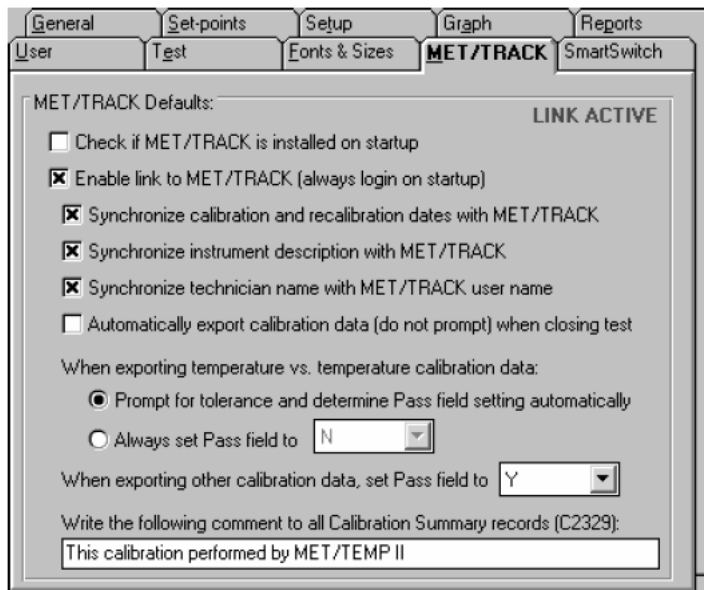 General Set-points Setup Graph Reports
User Test Fonts & Sizes MET/TRACK SmartSwitch
MET/TRACK Defaults:
LINK ACTIVE
Check if MET/TRACK is installed on startup
Enable link to MET/TRACK (always login on startup)
Synchronize calibration and recalibration dates with MET/TRACK
Synchronize instrument description with MET/TRACK
Synchronize technician name with MET/TRACK user name
Automatically export calibration data (do not prompt) when closing test
When exporting temperature vs. temperature calibration data:
Prompt for tolerance and determine Pass field setting automatically
Always set Pass field to N
When exporting other calibration data, set Pass field to Y
Write the following comment to all Calibration Summary records (C2329):
This calibration performed by MET/TEMP II